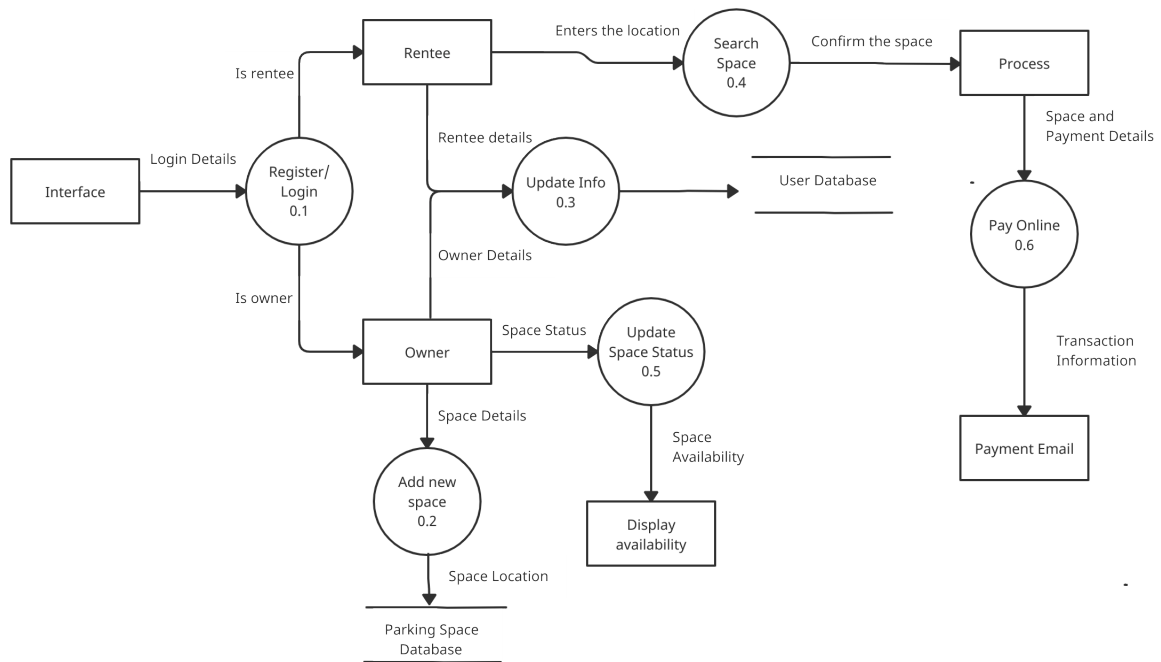 Enters the location
Search
Space
0.4
Confirm the space
Rentee
Process
Is rentee
Space and
Payment Details
Rentee details
Login Details
Register/
Login
0.1
Interface
Update Info
0.3
User Database
Pay Online
0.6
Owner Details
Is owner
Space Status
Update
Space Status
0.5
Owner
Transaction
Information
Space Details
Space
Availability
Payment Email
Add new
space
0.2
Display
availability
Space Location
Parking Space
Database